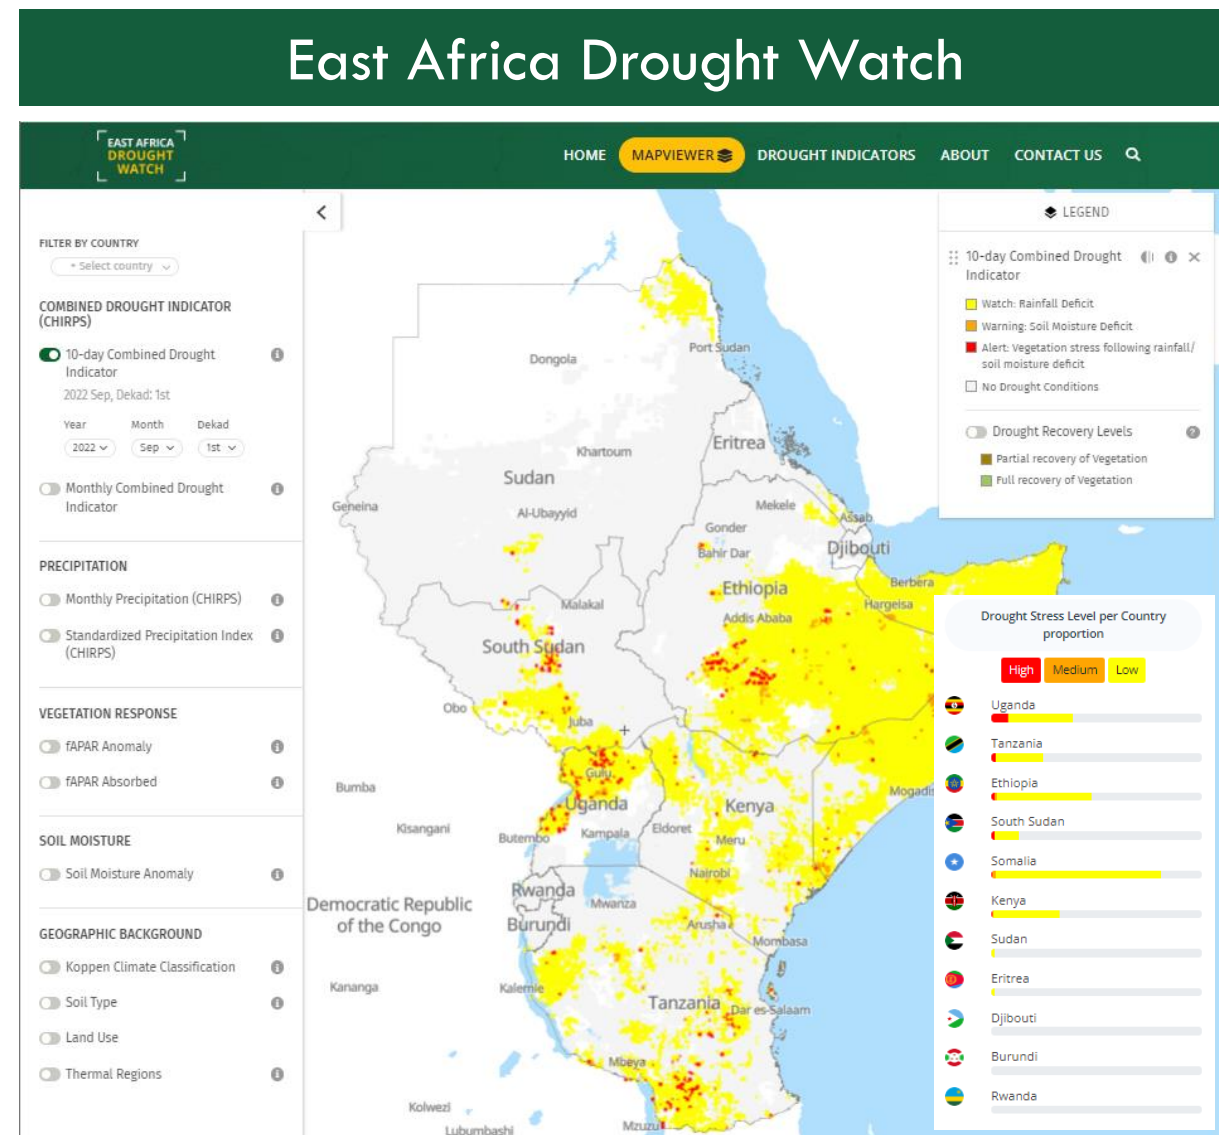 East Africa Drought Watch
EAST AFRICA
DROUGHT
WATCH
HOME MAPVIEWER DROUGHT INDICATORS ABOUT CONTACT US
FILTER BY COUNTRY
+ Select country
COMBINED DROUGHT INDICATOR
(CHIRPS)
10-day Combined Drought
Indicator
2022 Sep, Dekad: 1st
Year Month Dekad
2022 Sep 1st
Monthly Combined Drought
Indicator
PRECIPITATION
Monthly Precipitation (CHIRPS)
Standardized Precipitation Index
(CHIRPS)
VEGETATION RESPONSE
fAPAR Anomaly
fAPAR Absorbed
SOIL MOISTURE
Soil Moisture Anomaly
GEOGRAPHIC BACKGROUND
Koppen Climate Classification
Soil Type
Land Use
Thermal Regions
Port Sudan
Dongola
Eritrea
Khartoum
Sudan
Geneina
Al-Ubayyid
Mekele
Assab
Gonder
Bahir Dar
Djibouti
Berbera
Ethiopia
Hargeisa
Malakal
Addis Ababa
South Sudan
Obo
Juba
Gulu
Bumba
Mogadi
Uganda
Kenya
Kisangani
Butembo
Kampala
Eldoret
Meru
Nairobi
Rwanda
Mwanza
Democratic Republic
of the Congo
Burundi
Arusha
Mombasa
Kananga
Kalemie
Tanzania
Dar es-Salaam
Mbeya
Kolwezi
Mzuzu
Lubumbashi
LEGEND
10-day Combined Drought
Indicator
Watch: Rainfall Deficit
Warning: Soil Moisture Deficit
Alert: Vegetation stress following rainfall/
soil moisture deficit
No Drought Conditions
Drought Recovery Levels
Partial recovery of Vegetation
Full recovery of Vegetation
Drought Stress Level per Country
proportion
High Medium Low
Uganda
Tanzania
Ethiopia
South Sudan
Somalia
Kenya
Sudan
Eritrea
Djibouti
Burundi
Rwanda